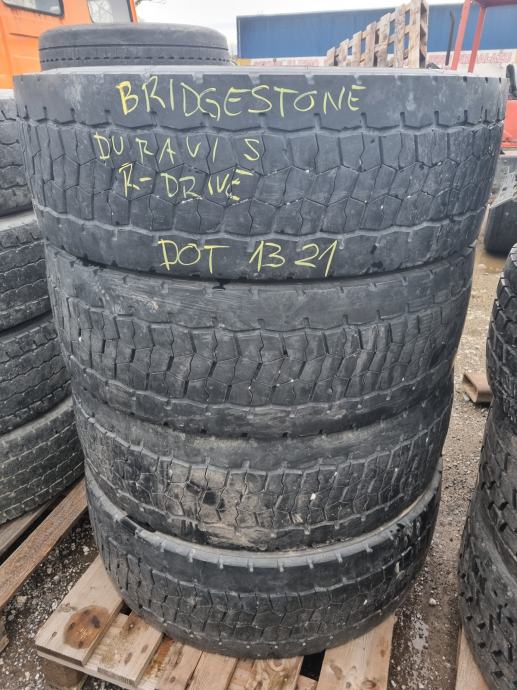 BRIDGESTONE
DURAVIS
R-DRIVE
DOT 1321